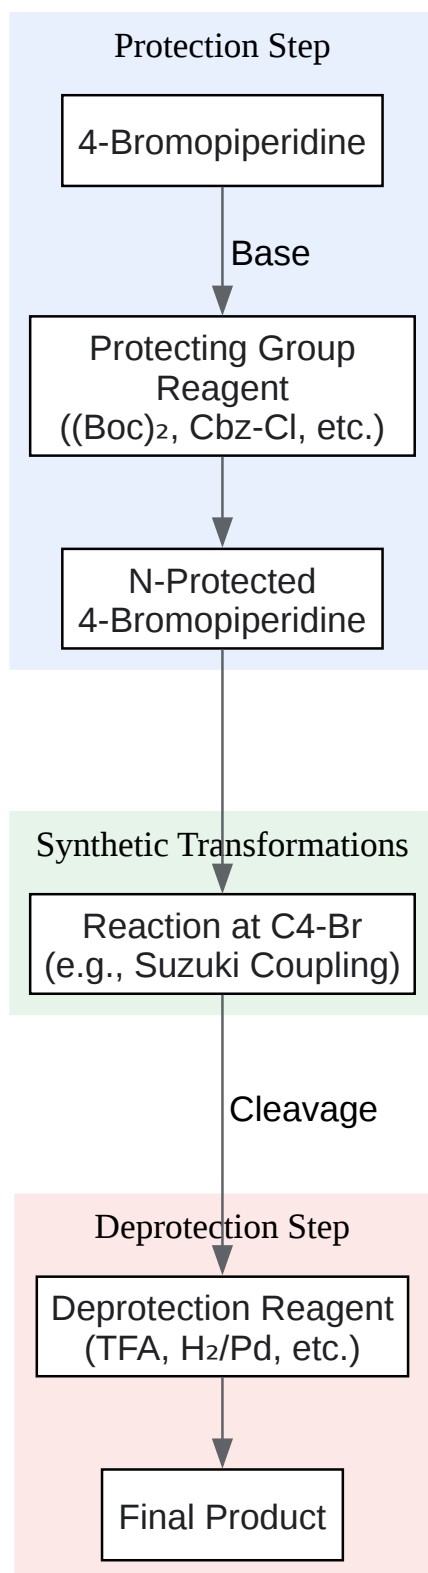 Protection Step
4-Bromopiperidine
Base
Protecting Group
Reagent
((Boc)₂, Cbz-Cl, etc.)
N-Protected
4-Bromopiperidine
Synthetic Transformations
Reaction at C4-Br
(e.g., Suzuki Coupling)
Cleavage
Deprotection Step
Deprotection Reagent
(TFA, H₂/Pd, etc.)
Final Product